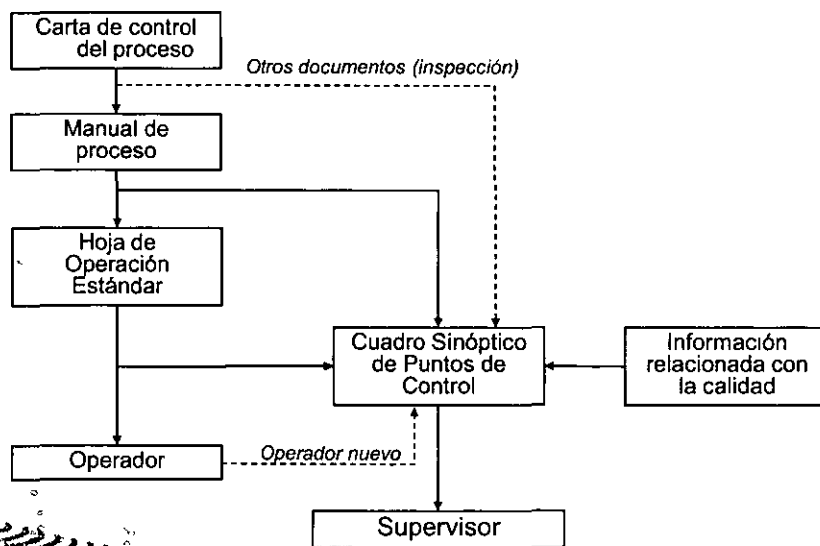 Carta de control
del proceso
Otros documentos (inspección)
Manual de
proceso
Hoja de
Operación
Estándar
Cuadro Sinóptico
de Puntos de
Control
Información
relacionada con
la calidad
Operador
Operador nuevo
Supervisor